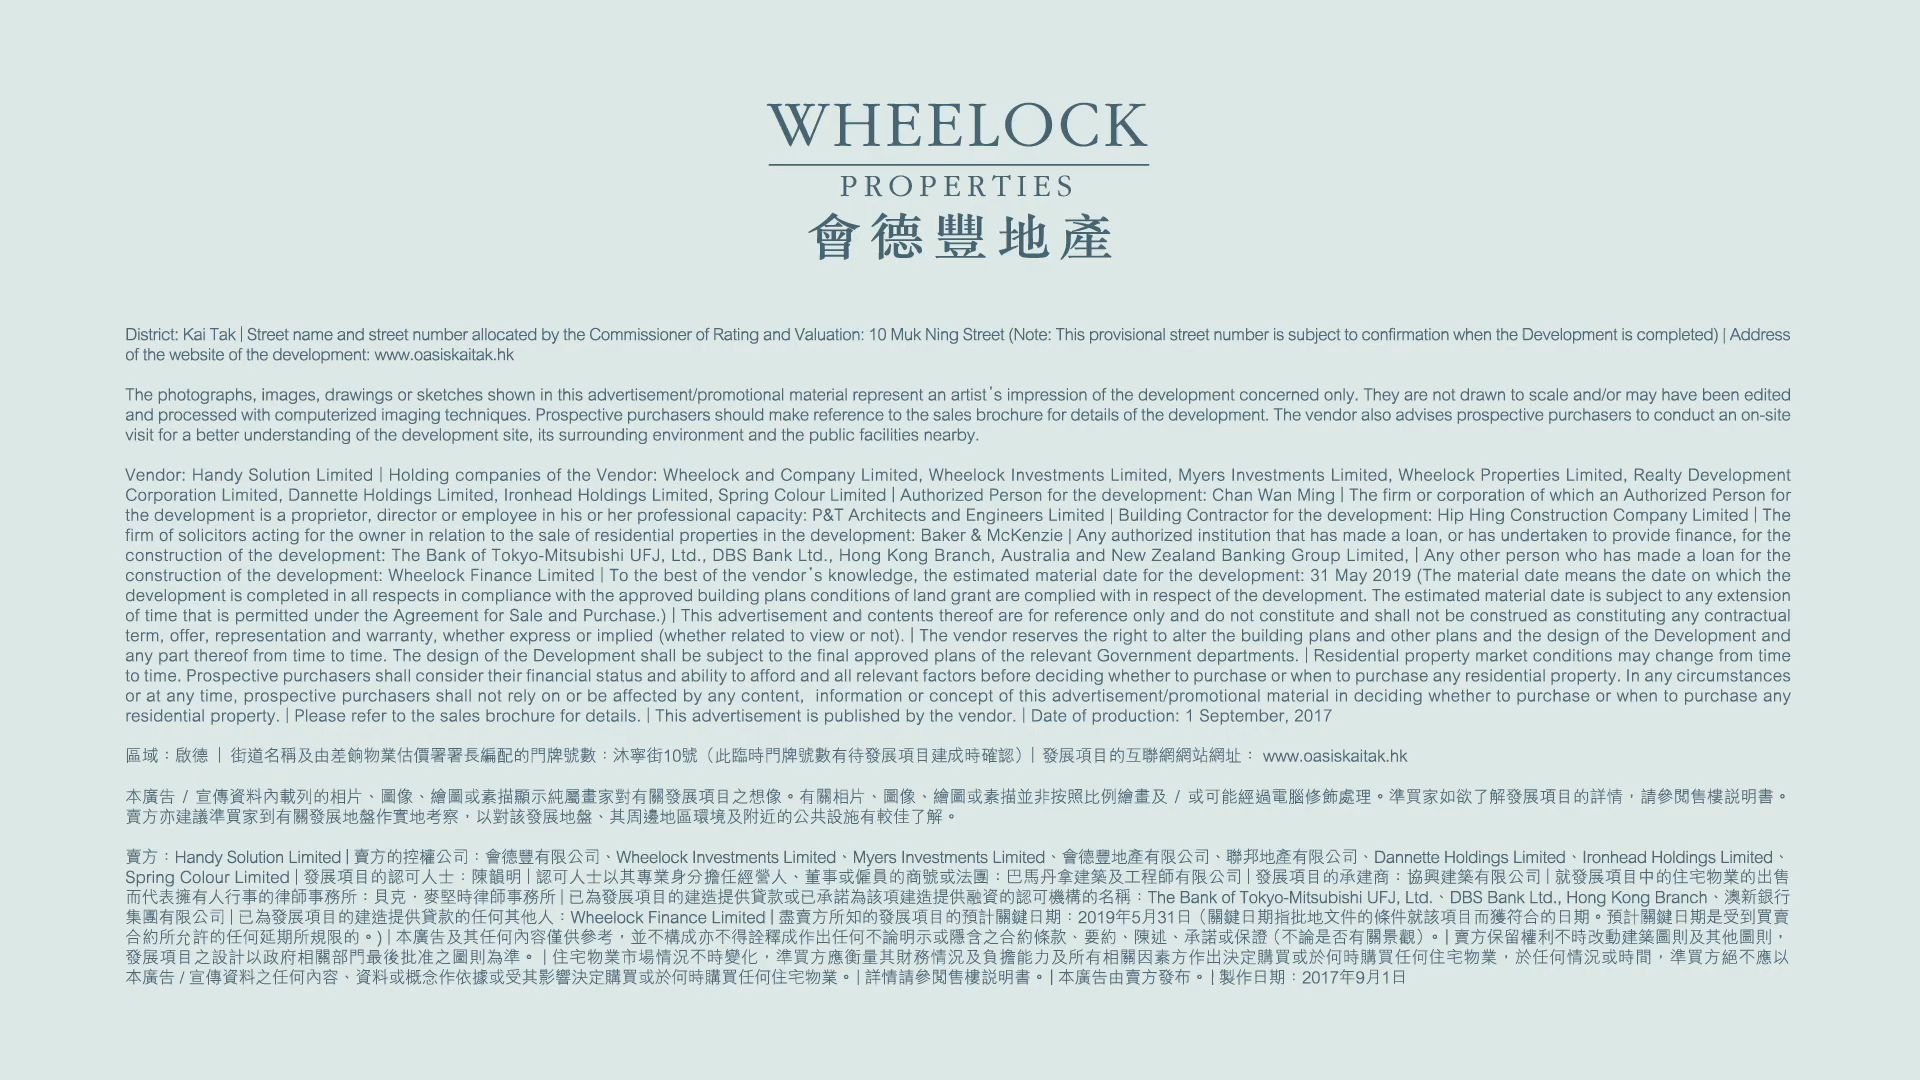 WHEELOCK
PROPERTIES
會德豐地產
District: Kai Tak | Street name and street number allocated by the Commissioner of Rating and Valuation: 10 Muk Ning Street (Note: This provisional street number is subject to confirmation when the Development is completed) | Address
of the website of the development: www.oasiskaitak.hk
The photographs, images, drawings or sketches shown in this advertisement/promotional material represent an artist's impression of the development concerned only. They are not drawn to scale and/or may have been edited
and processed with computerized imaging techniques. Prospective purchasers should make reference to the sales brochure for details of the development. The vendor also advises prospective purchasers to conduct an on-site
visit for a better understanding of the development site, its surrounding environment and the public facilities nearby.
Vendor: Handy Solution Limited | Holding companies of the Vendor: Wheelock and Company Limited, Wheelock Investments Limited, Myers Investments Limited, Wheelock Properties Limited, Realty Development
Corporation Limited, Dannette Holdings Limited, Ironhead Holdings Limited, Spring Colour Limited | Authorized Person for the development: Chan Wan Ming | The firm or corporation of which an Authorized Person for
the development is a proprietor, director or employee in his or her professional capacity: P&T Architects and Engineers Limited | Building Contractor for the development: Hip Hing Construction Company Limited | The
firm of solicitors acting for the owner in relation to the sale of residential properties in the development: Baker & McKenzie | Any authorized institution that has made a loan, or has undertaken to provide finance, for the
construction of the development: The Bank of Tokyo-Mitsubishi UFJ, Ltd., DBS Bank Ltd., Hong Kong Branch, Australia and New Zealand Banking Group Limited, | Any other person who has made a loan for the
construction of the development: Wheelock Finance Limited | To the best of the vendor's knowledge, the estimated material date for the development: 31 May 2019 (The material date means the date on which the
development is completed in all respects in compliance with the approved building plans conditions of land grant are complied with in respect of the development. The estimated material date is subject to any extension
of time that is permitted under the Agreement for Sale and Purchase.) | This advertisement and contents thereof are for reference only and do not constitute and shall not be construed as constituting any contractual
term, offer, representation and warranty, whether express or implied (whether related to view or not). | The vendor reserves the right to alter the building plans and other plans and the design of the Development and
any part thereof from time to time. The design of the Development shall be subject to the final approved plans of the relevant Government departments. | Residential property market conditions may change from time
to time. Prospective purchasers shall consider their financial status and ability to afford and all relevant factors before deciding whether to purchase or when to purchase any residential property. In any circumstances
or at any time, prospective purchasers shall not rely on or be affected by any content, information or concept of this advertisement/promotional material in deciding whether to purchase or when to purchase any
residential property. | Please refer to the sales brochure for details. | This advertisement is published by the vendor. | Date of production: 1 September, 2017
區域：啟德 | 街道名稱及由差餉物業估價署署長編配的門牌號數：沐寧街10號（此臨時門牌號數有待發展項目建成時確認）| 發展項目的互聯網網站網址： www.oasiskaitak.hk
本廣告 / 宣傳資料內載列的相片、圖像、繪圖或素描顯示純屬畫家對有關發展項目之想像。有關相片、圖像、繪圖或素描並非按照比例繪畫及 / 或可能經過電腦修飾處理。準買家如欲了解發展項目的詳情，請參閱售樓説明書。
賣方亦建議準買家到有關發展地盤作實地考察，以對該發展地盤、其周邊地區環境及附近的公共設施有較佳了解。
賣方：Handy Solution Limited | 賣方的控權公司：會德豐有限公司、Wheelock Investments Limited、Myers Investments Limited、會德豐地產有限公司、聯邦地產有限公司、Dannette Holdings Limited、Ironhead Holdings Limited、
Spring Colour Limited | 發展項目的認可人士：陳韻明 | 認可人士以其專業身分擔任經營人、董事或僱員的商號或法團：巴馬丹拿建築及工程師有限公司 | 發展項目的承建商：協興建築有限公司 | 就發展項目中的住宅物業的出售
而代表擁有人行事的律師事務所：貝克．麥堅時律師事務所 | 已為發展項目的建造提供貸款或已承諾為該項建造提供融資的認可機構的名稱：The Bank of Tokyo-Mitsubishi UFJ, Ltd.、DBS Bank Ltd., Hong Kong Branch、澳新銀行
集團有限公司 | 已為發展項目的建造提供貸款的任何其他人：Wheelock Finance Limited | 盡賣方所知的發展項目的預計關鍵日期：2019年5月31日（關鍵日期指批地文件的條件就該項目而獲符合的日期。預計關鍵日期是受到買賣
合約所允許的任何延期所規限的。) | 本廣告及其任何內容僅供參考，並不構成亦不得詮釋成作出任何不論明示或隱含之合約條款、要約、陳述、承諾或保證（不論是否有關景觀）。| 賣方保留權利不時改動建築圖則及其他圖則，
發展項目之設計以政府相關部門最後批准之圖則為準。 | 住宅物業市場情況不時變化，準買方應衡量其財務情況及負擔能力及所有相關因素方作出決定購買或於何時購買任何住宅物業，於任何情況或時間，準買方絕不應以
本廣告 / 宣傳資料之任何內容、資料或概念作依據或受其影響決定購買或於何時購買任何住宅物業。 | 詳情請參閱售樓説明書。 | 本廣告由賣方發布。 | 製作日期：2017年9月1日